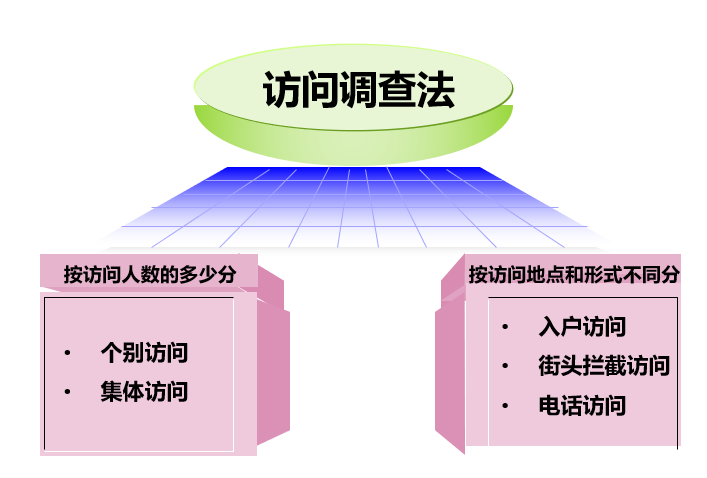 访问调查法
按访问人数的多少分
• 个别访问
• 集体访问
按访问地点和形式不同分
• 入户访问
• 街头拦截访问
• 电话访问